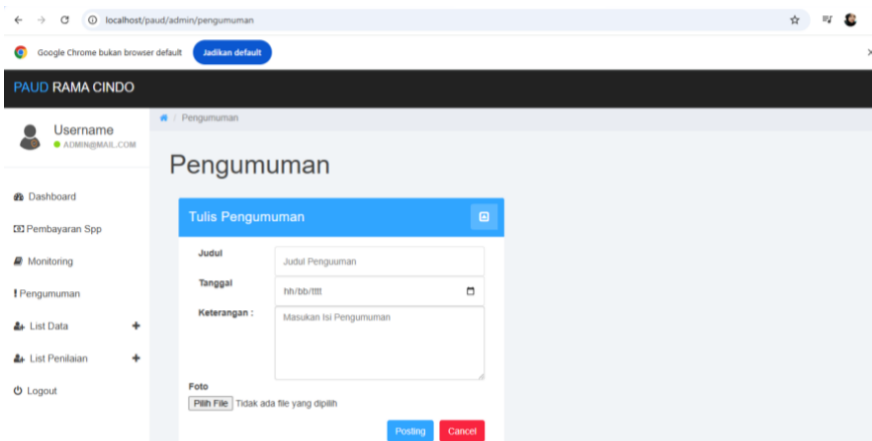 localhost/paud/admin/pengumuman
Google Chrome bukan browser default
Jadikan default
PAUD RAMA CINDO
Username
ADMIN@MAIL.COM
/ Pengumuman
Pengumuman
Dashboard
Pembayaran Spp
Monitoring
Pengumuman
List Data
List Penilaian
Logout
Tulis Pengumuman
Judul
Judul Penguuman
Tanggal
hh/bb/tttt
Keterangan :
Masukan Isi Pengumuman
Foto
Pilih File Tidak ada file yang dipilih
Posting Cancel